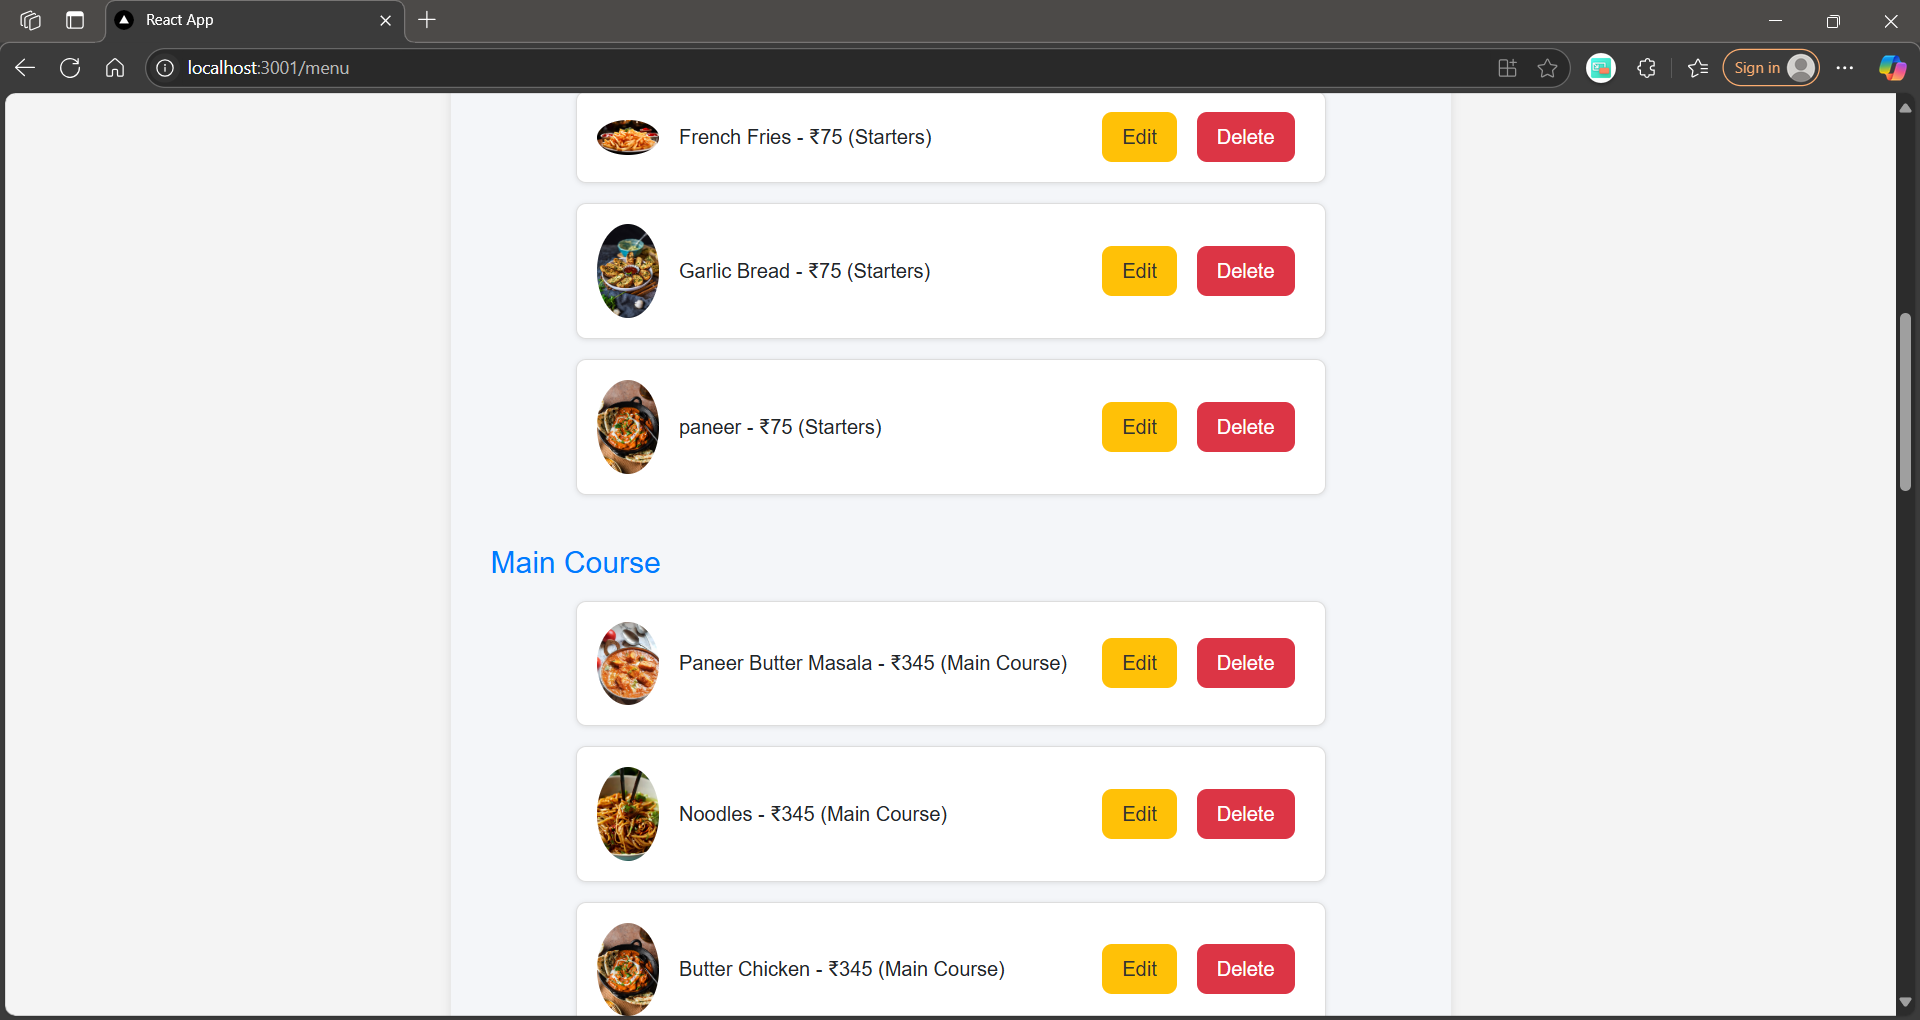 React App
localhost:3001/menu
Sign in
French Fries - ₹75 (Starters) Edit Delete
Garlic Bread - ₹75 (Starters) Edit Delete
paneer - ₹75 (Starters) Edit Delete
Main Course
Paneer Butter Masala - ₹345 (Main Course) Edit Delete
Noodles - ₹345 (Main Course) Edit Delete
Butter Chicken - ₹345 (Main Course) Edit Delete